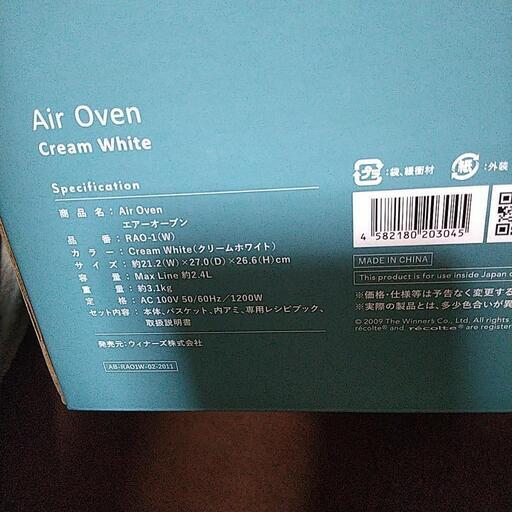 Air Oven
Cream White
Specification
商品名：Air Oven
エアーオーブン
品番：RAO-1(W)
カラー：Cream White(クリームホワイト)
サイズ：約21.2(W)×27.0(D)×26.6(H)cm
容量：Max Line 約2.4L
重量：約3.1kg
定格：AC 100V 50/60Hz／1200W
セット内容：本体、バスケット、内アミ、専用レシピブック、
取扱説明書
発売元：ウィナーズ株式会社
AB-RAO1W-02-2011
プラ：袋、緩衝材
紙：外装
4 582180 203045
MADE IN CHINA
This product is for use inside Japan
※価格・仕様等は予告なく変更する
※実際の商品とは、多少色合いが異
© 2009 The Winners Co., Ltd. All
récolte® and récolte® are register